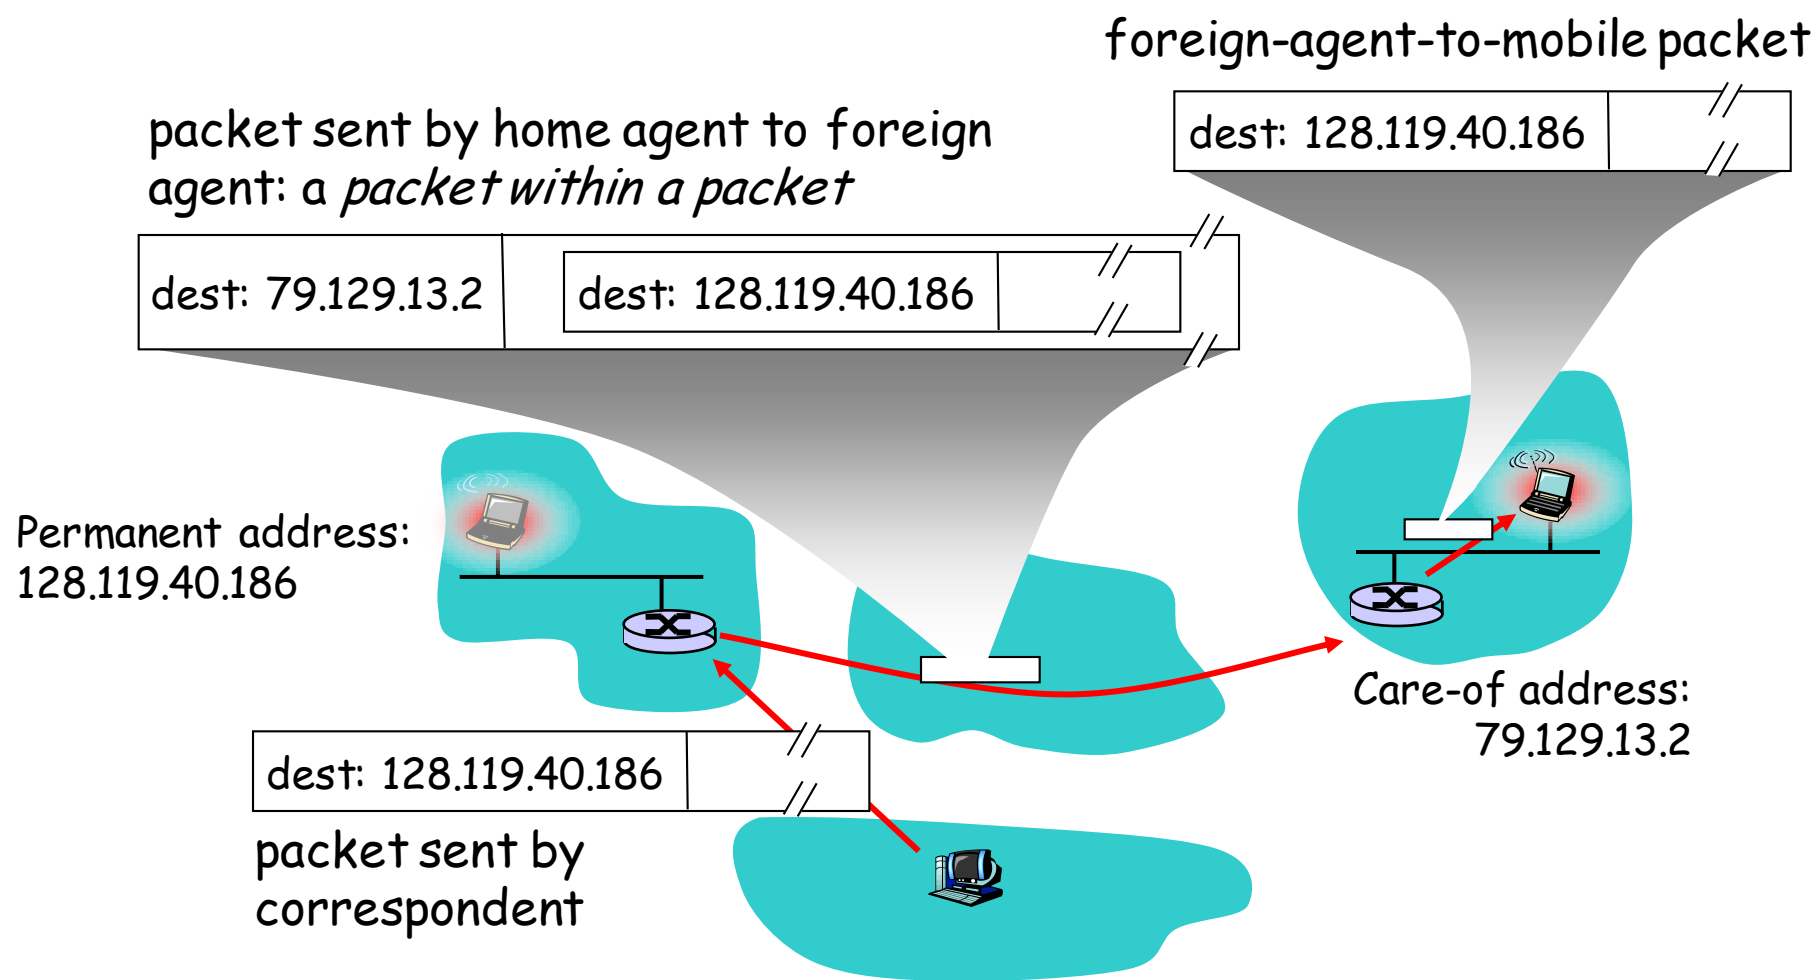 foreign-agent-to-mobile packet
dest: 128.119.40.186
packet sent by home agent to foreign
agent: a packet within a packet
dest: 79.129.13.2
dest: 128.119.40.186
Permanent address:
128.119.40.186
Care-of address:
79.129.13.2
dest: 128.119.40.186
packet sent by
correspondent